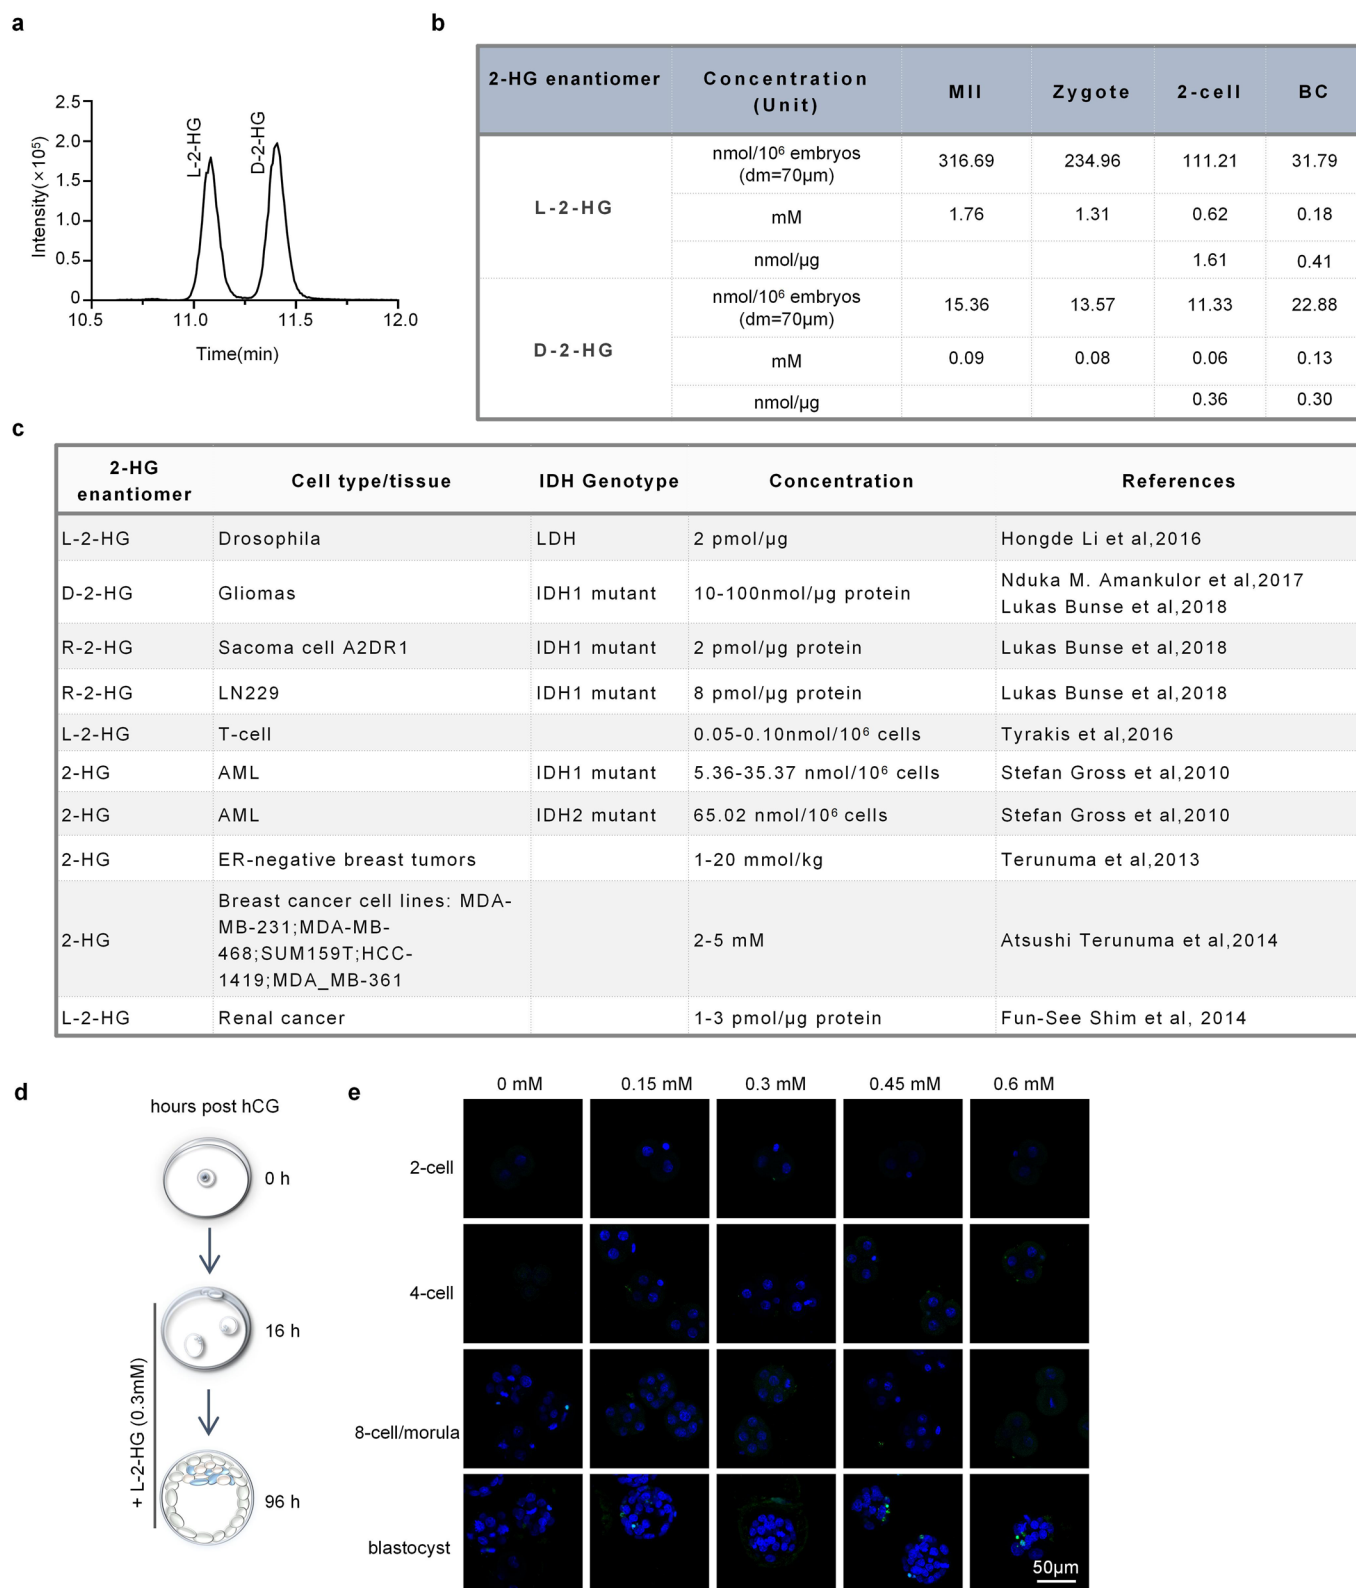 a
2.5
2.0
1.5
1.0
0.5
0
Intensity(×10⁵)
L-2-HG
D-2-HG
10.5 11.0 11.5 12.0
Time(min)
b
2-HG enantiomer Concentration (Unit) MII Zygote 2-cell BC
L-2-HG
nmol/10⁶ embryos (dm=70μm) 316.69 234.96 111.21 31.79
mM 1.76 1.31 0.62 0.18
nmol/μg 1.61 0.41
D-2-HG
nmol/10⁶ embryos (dm=70μm) 15.36 13.57 11.33 22.88
mM 0.09 0.08 0.06 0.13
nmol/μg 0.36 0.30
c
2-HG enantiomer Cell type/tissue IDH Genotype Concentration References
L-2-HG Drosophila LDH 2 pmol/μg Hongde Li et al,2016
D-2-HG Gliomas IDH1 mutant 10-100nmol/μg protein Nduka M. Amankulor et al,2017
Lukas Bunse et al,2018
R-2-HG Sacoma cell A2DR1 IDH1 mutant 2 pmol/μg protein Lukas Bunse et al,2018
R-2-HG LN229 IDH1 mutant 8 pmol/μg protein Lukas Bunse et al,2018
L-2-HG T-cell 0.05-0.10nmol/10⁶ cells Tyrakis et al,2016
2-HG AML IDH1 mutant 5.36-35.37 nmol/10⁶ cells Stefan Gross et al,2010
2-HG AML IDH2 mutant 65.02 nmol/10⁶ cells Stefan Gross et al,2010
2-HG ER-negative breast tumors 1-20 mmol/kg Terunuma et al,2013
2-HG
Breast cancer cell lines: MDA-
MB-231;MDA-MB-
468;SUM159T;HCC-
1419;MDA_MB-361
2-5 mM Atsushi Terunuma et al,2014
L-2-HG Renal cancer 1-3 pmol/μg protein Fun-See Shim et al, 2014
d
hours post hCG
0 h
16 h
96 h
+ L-2-HG (0.3mM)
e
0 mM 0.15 mM 0.3 mM 0.45 mM 0.6 mM
2-cell
4-cell
8-cell/morula
blastocyst
50μm